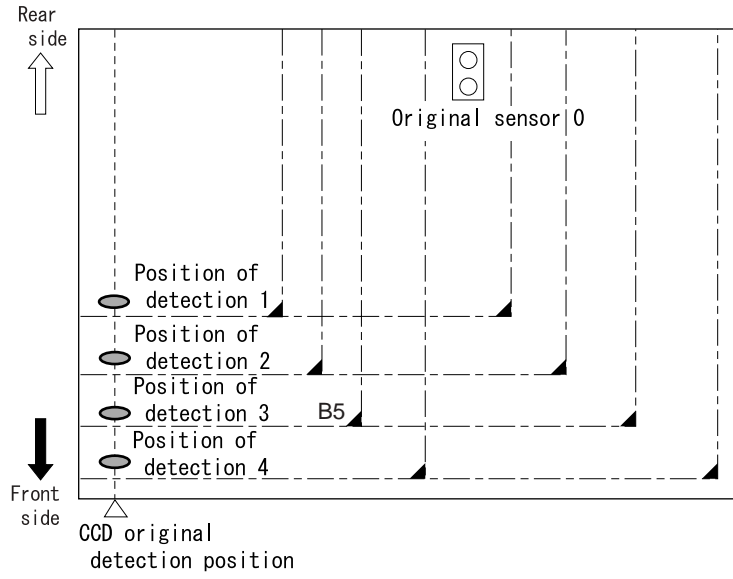 Rear
side
Original sensor 0
Position of
detection 1
Position of
detection 2
Position of
detection 3
B5
Position of
detection 4
Front
side
CCD original
detection position